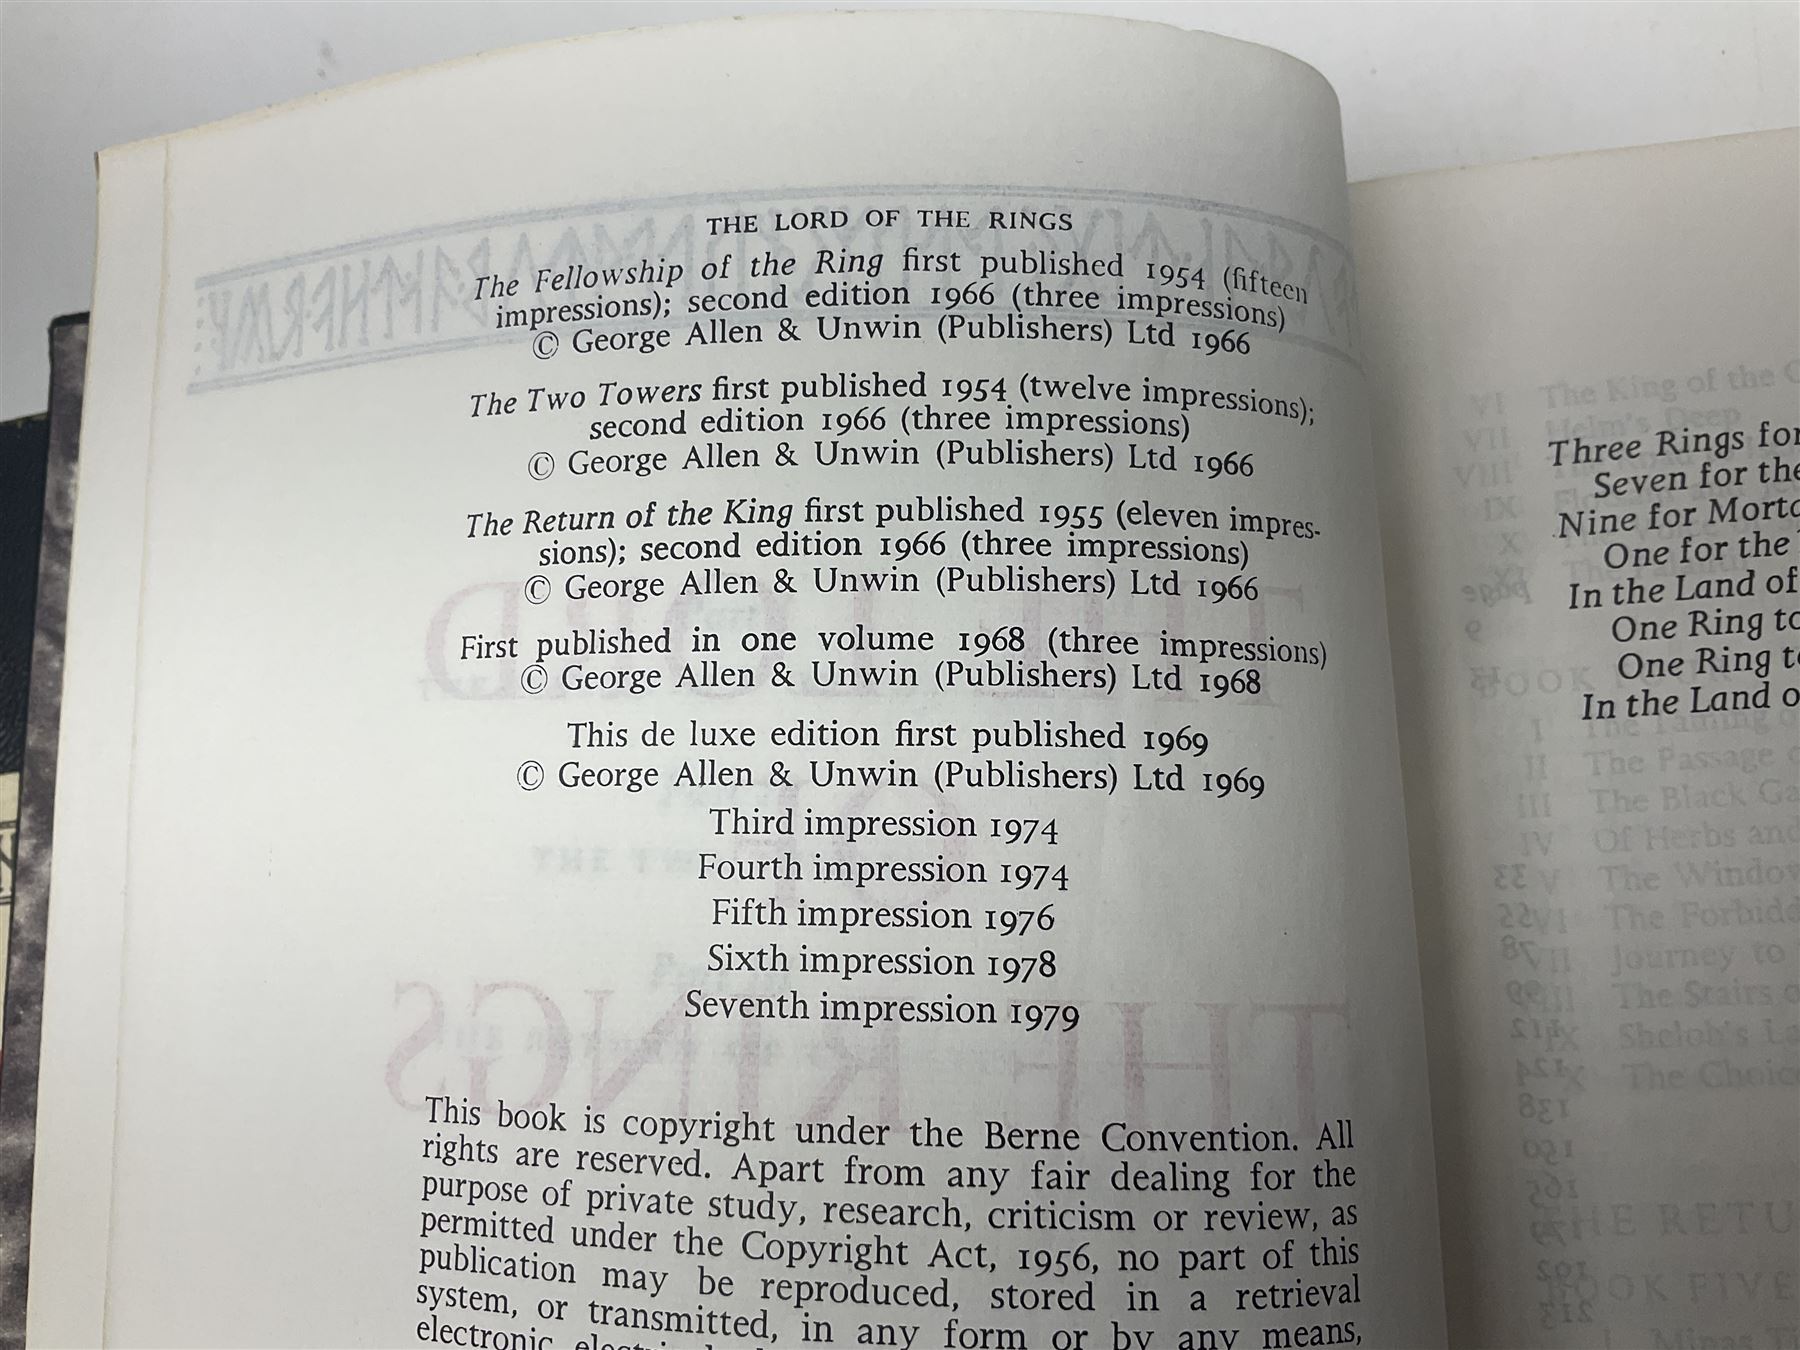 THE LORD OF THE RINGS
The Fellowship of the Ring first published 1954 (fifteen
impressions); second edition 1966 (three impressions)
© George Allen & Unwin (Publishers) Ltd 1966
The Two Towers first published 1954 (twelve impressions);
second edition 1966 (three impressions)
© George Allen & Unwin (Publishers) Ltd 1966
The Return of the King first published 1955 (eleven impres-
sions); second edition 1966 (three impressions)
© George Allen & Unwin (Publishers) Ltd 1966
First published in one volume 1968 (three impressions)
© George Allen & Unwin (Publishers) Ltd 1968
This de luxe edition first published 1969
© George Allen & Unwin (Publishers) Ltd 1969
Third impression 1974
Fourth impression 1974
Fifth impression 1976
Sixth impression 1978
Seventh impression 1979
This book is copyright under the Berne Convention. All
rights are reserved. Apart from any fair dealing for the
purpose of private study, research, criticism or review, as
permitted under the Copyright Act, 1956, no part of this
publication may be reproduced, stored in a retrieval
system, or transmitted, in any form or by any means,
electronic
Three Rings for
Seven for the
Nine for
One for the
In the Land of
One Ring to
One Ring
In the Land